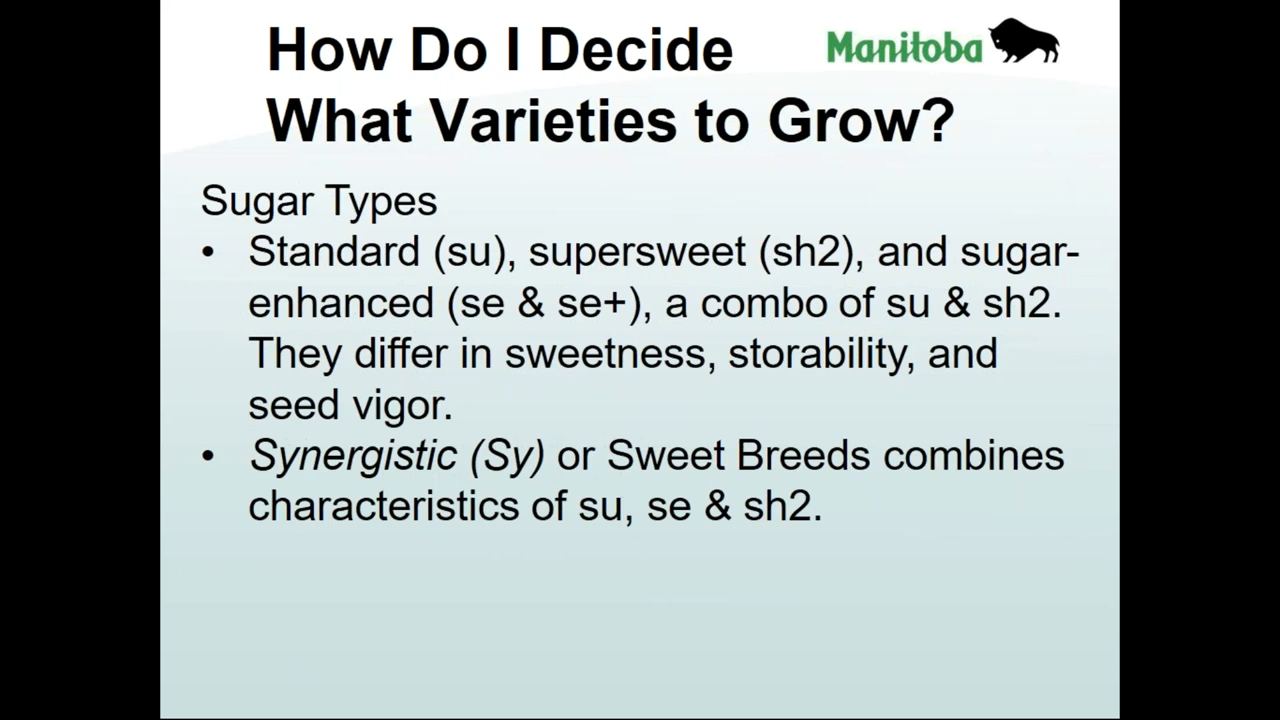 How Do I Decide
Manitoba
What Varieties to Grow?
Sugar Types
• Standard (su), supersweet (sh2), and sugar-
enhanced (se & se+), a combo of su & sh2.
They differ in sweetness, storability, and
seed vigor.
• Synergistic (Sy) or Sweet Breeds combines
characteristics of su, se & sh2.